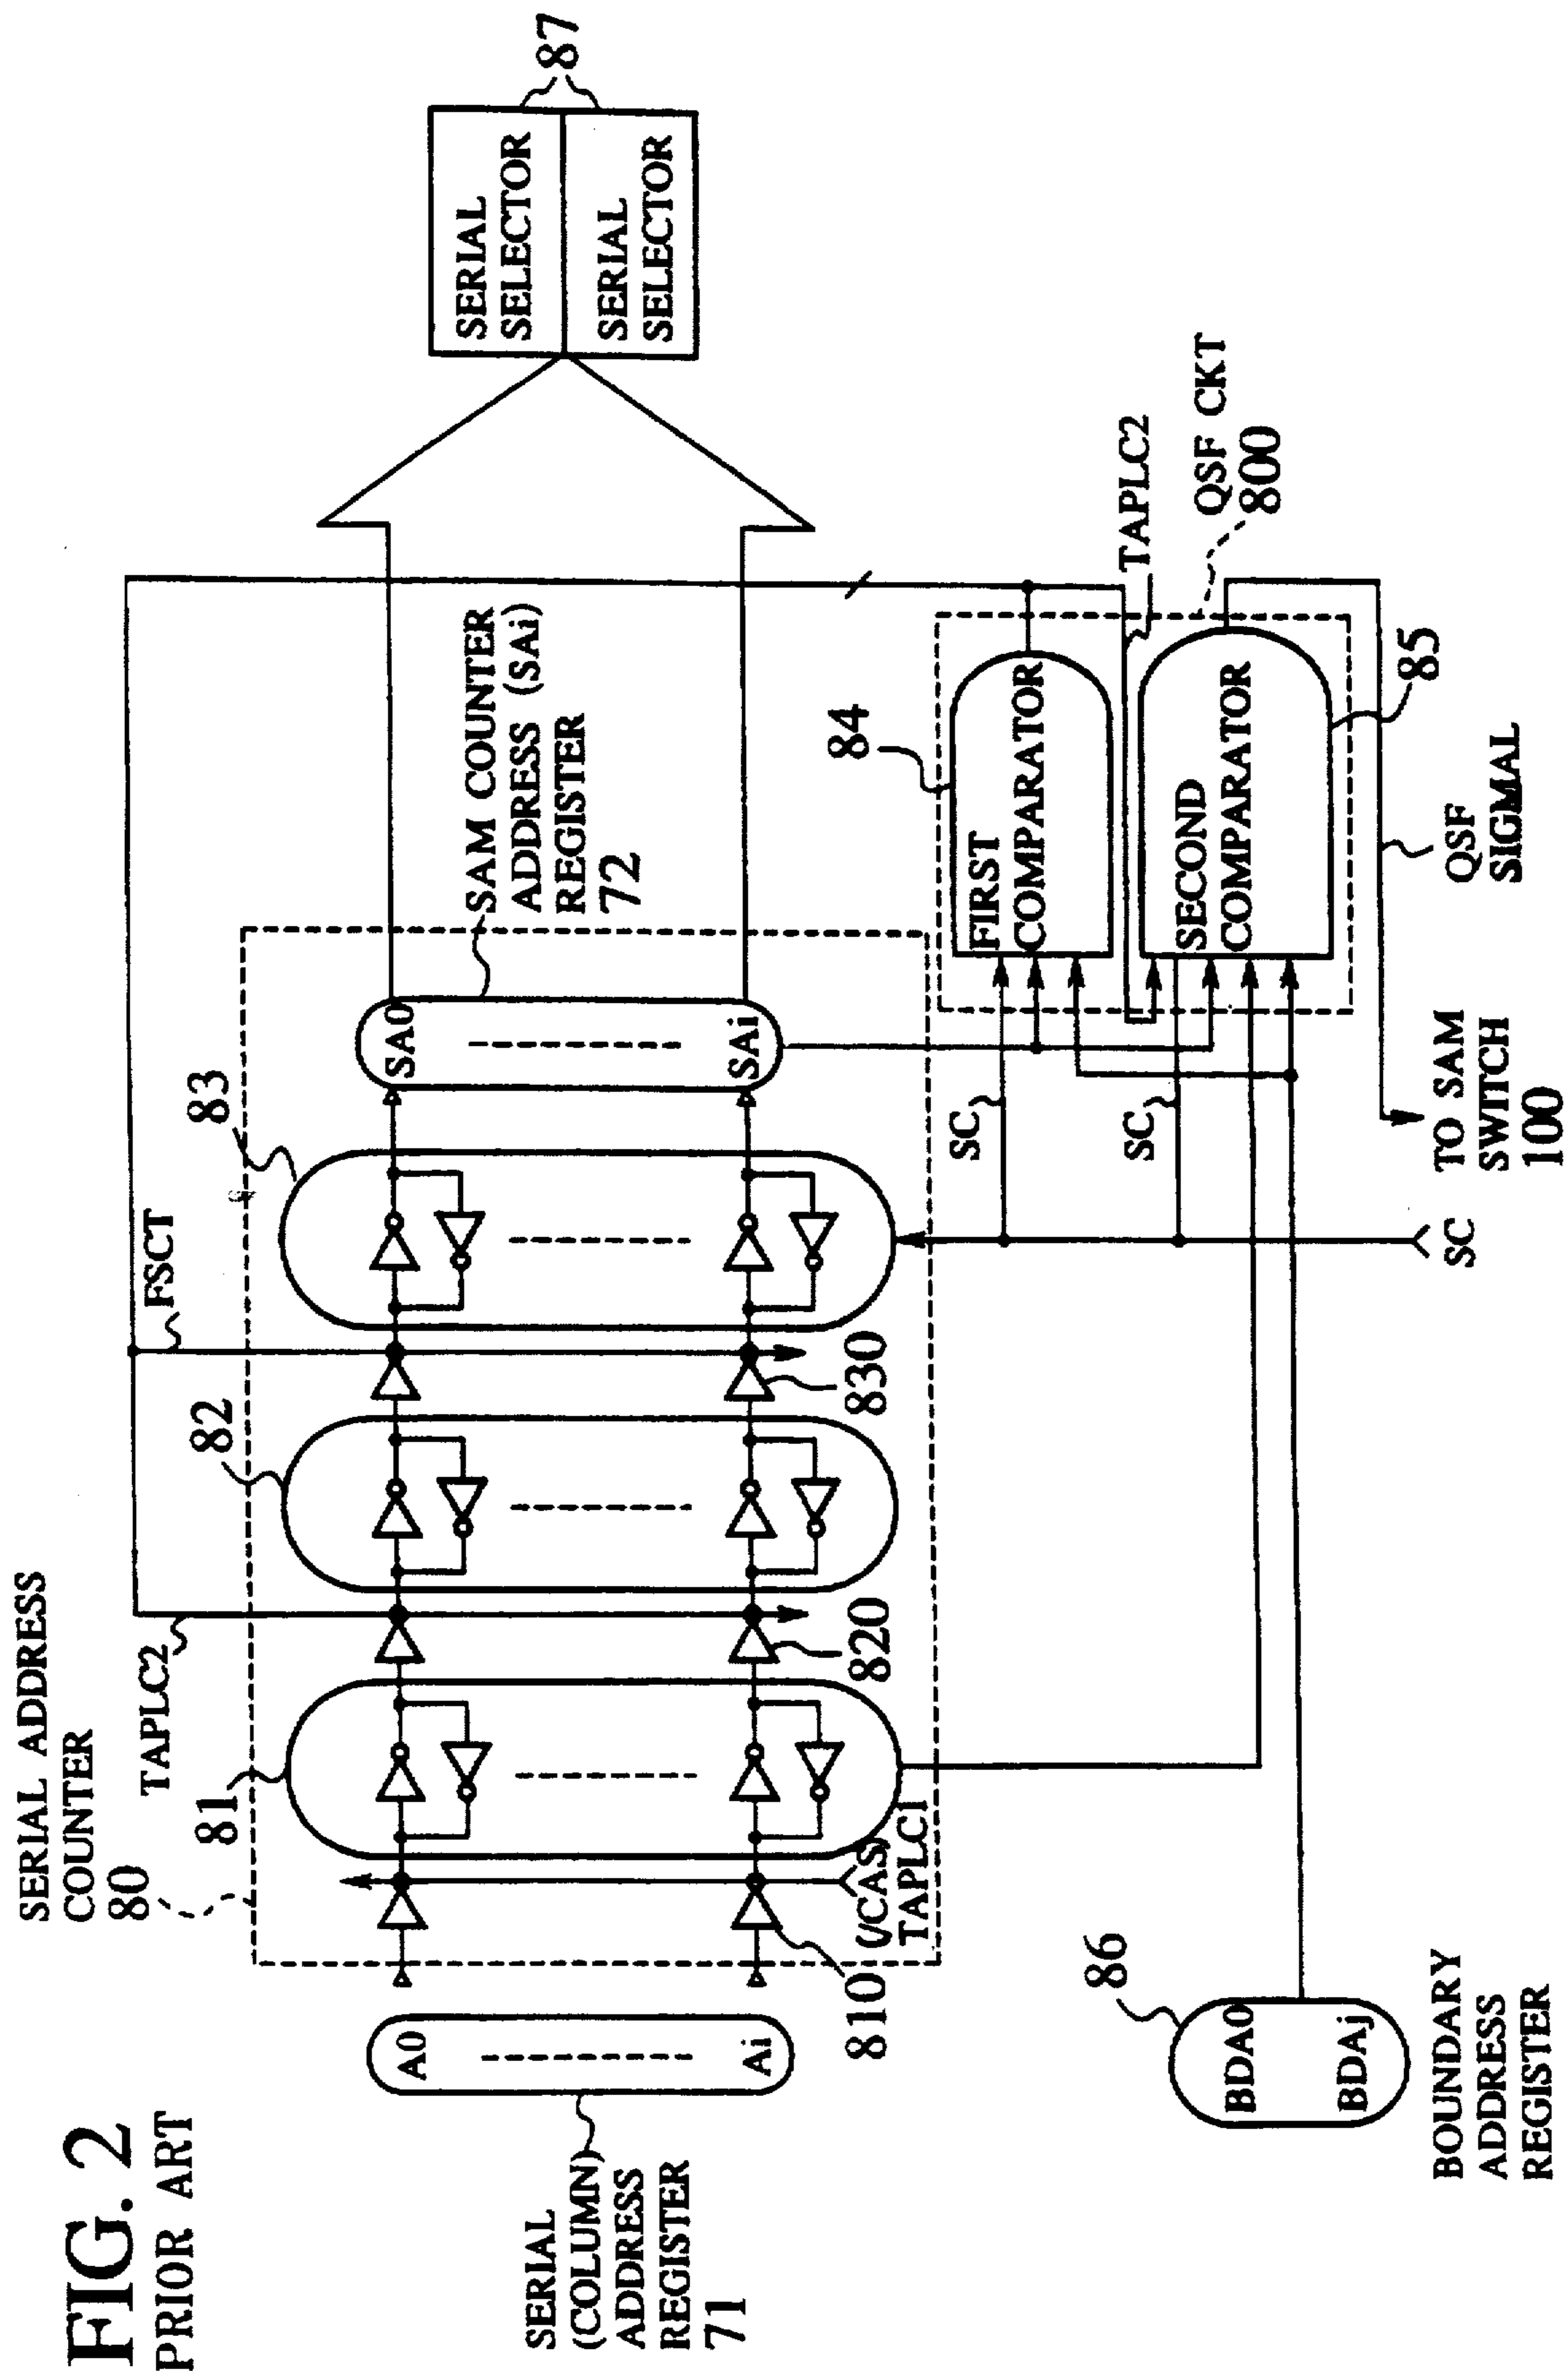 FIG. 2
PRIOR ART
SERIAL ADDRESS
COUNTER
80
TAPLC2
FSCT
81
82
83
SAM COUNTER
ADDRESS (SAi)
REGISTER
72
SERIAL
SELECTOR
SERIAL
SELECTOR
87
A0
Ai
SA0
SAi
SERIAL
(COLUMN)
ADDRESS
REGISTER
71
810
(/CAS)
TAPLC1
820
830
84
FIRST
COMPARATOR
SC
SC
SECOND
COMPARATOR
85
TAPLC2
QSF CKT
800
86
BDA0
BDAj
BOUNDARY
ADDRESS
REGISTER
SC
TO SAM
SWITCH
100
QSF
SIGMAL